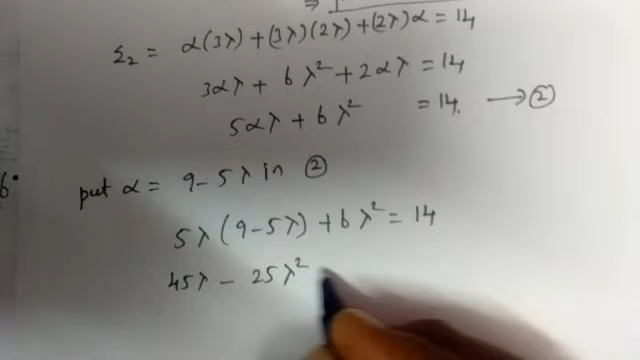 Σ₂ = α(3λ) + (3λ)(2λ) + (2λ)α = 14
3αλ + 6λ² + 2αλ = 14
5αλ + 6λ² = 14. → ②
put α = 9 - 5λ in ②
5λ(9 - 5λ) + 6λ² = 14
45λ - 25λ²